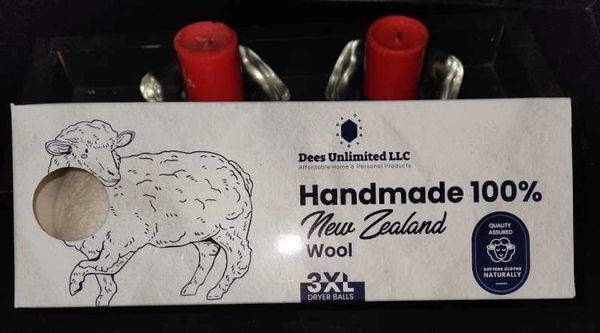 Dees Unlimited LLC
Affordable Home & Personal Products
Handmade 100%
New Zealand
Wool
3XL
DRYER BALLS
QUALITY
ASSURED
SOFTENS CLOTHS
NATURALLY